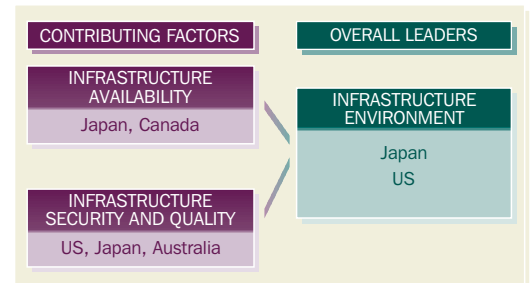 CONTRIBUTING FACTORS
OVERALL LEADERS
INFRASTRUCTURE
AVAILABILITY
Japan, Canada
INFRASTRUCTURE
SECURITY AND QUALITY
US, Japan, Australia
INFRASTRUCTURE
ENVIRONMENT
Japan
US